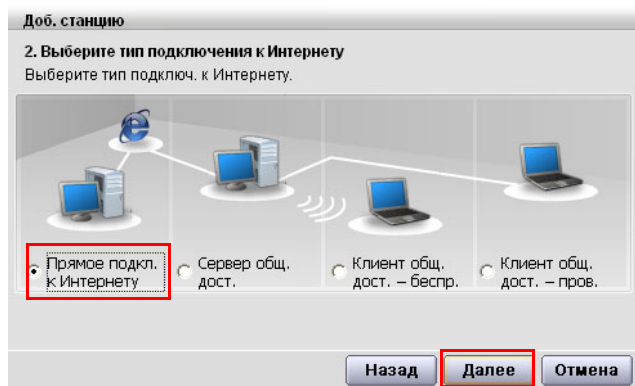 Доб. станцию
2. Выберите тип подключения к Интернету
Выберите тип подключ. к Интернету.
Прямое подкл. к Интернету
Сервер общ. дост.
Клиент общ. дост. – беспр.
Клиент общ. дост. – пров.
Назад Далее Отмена